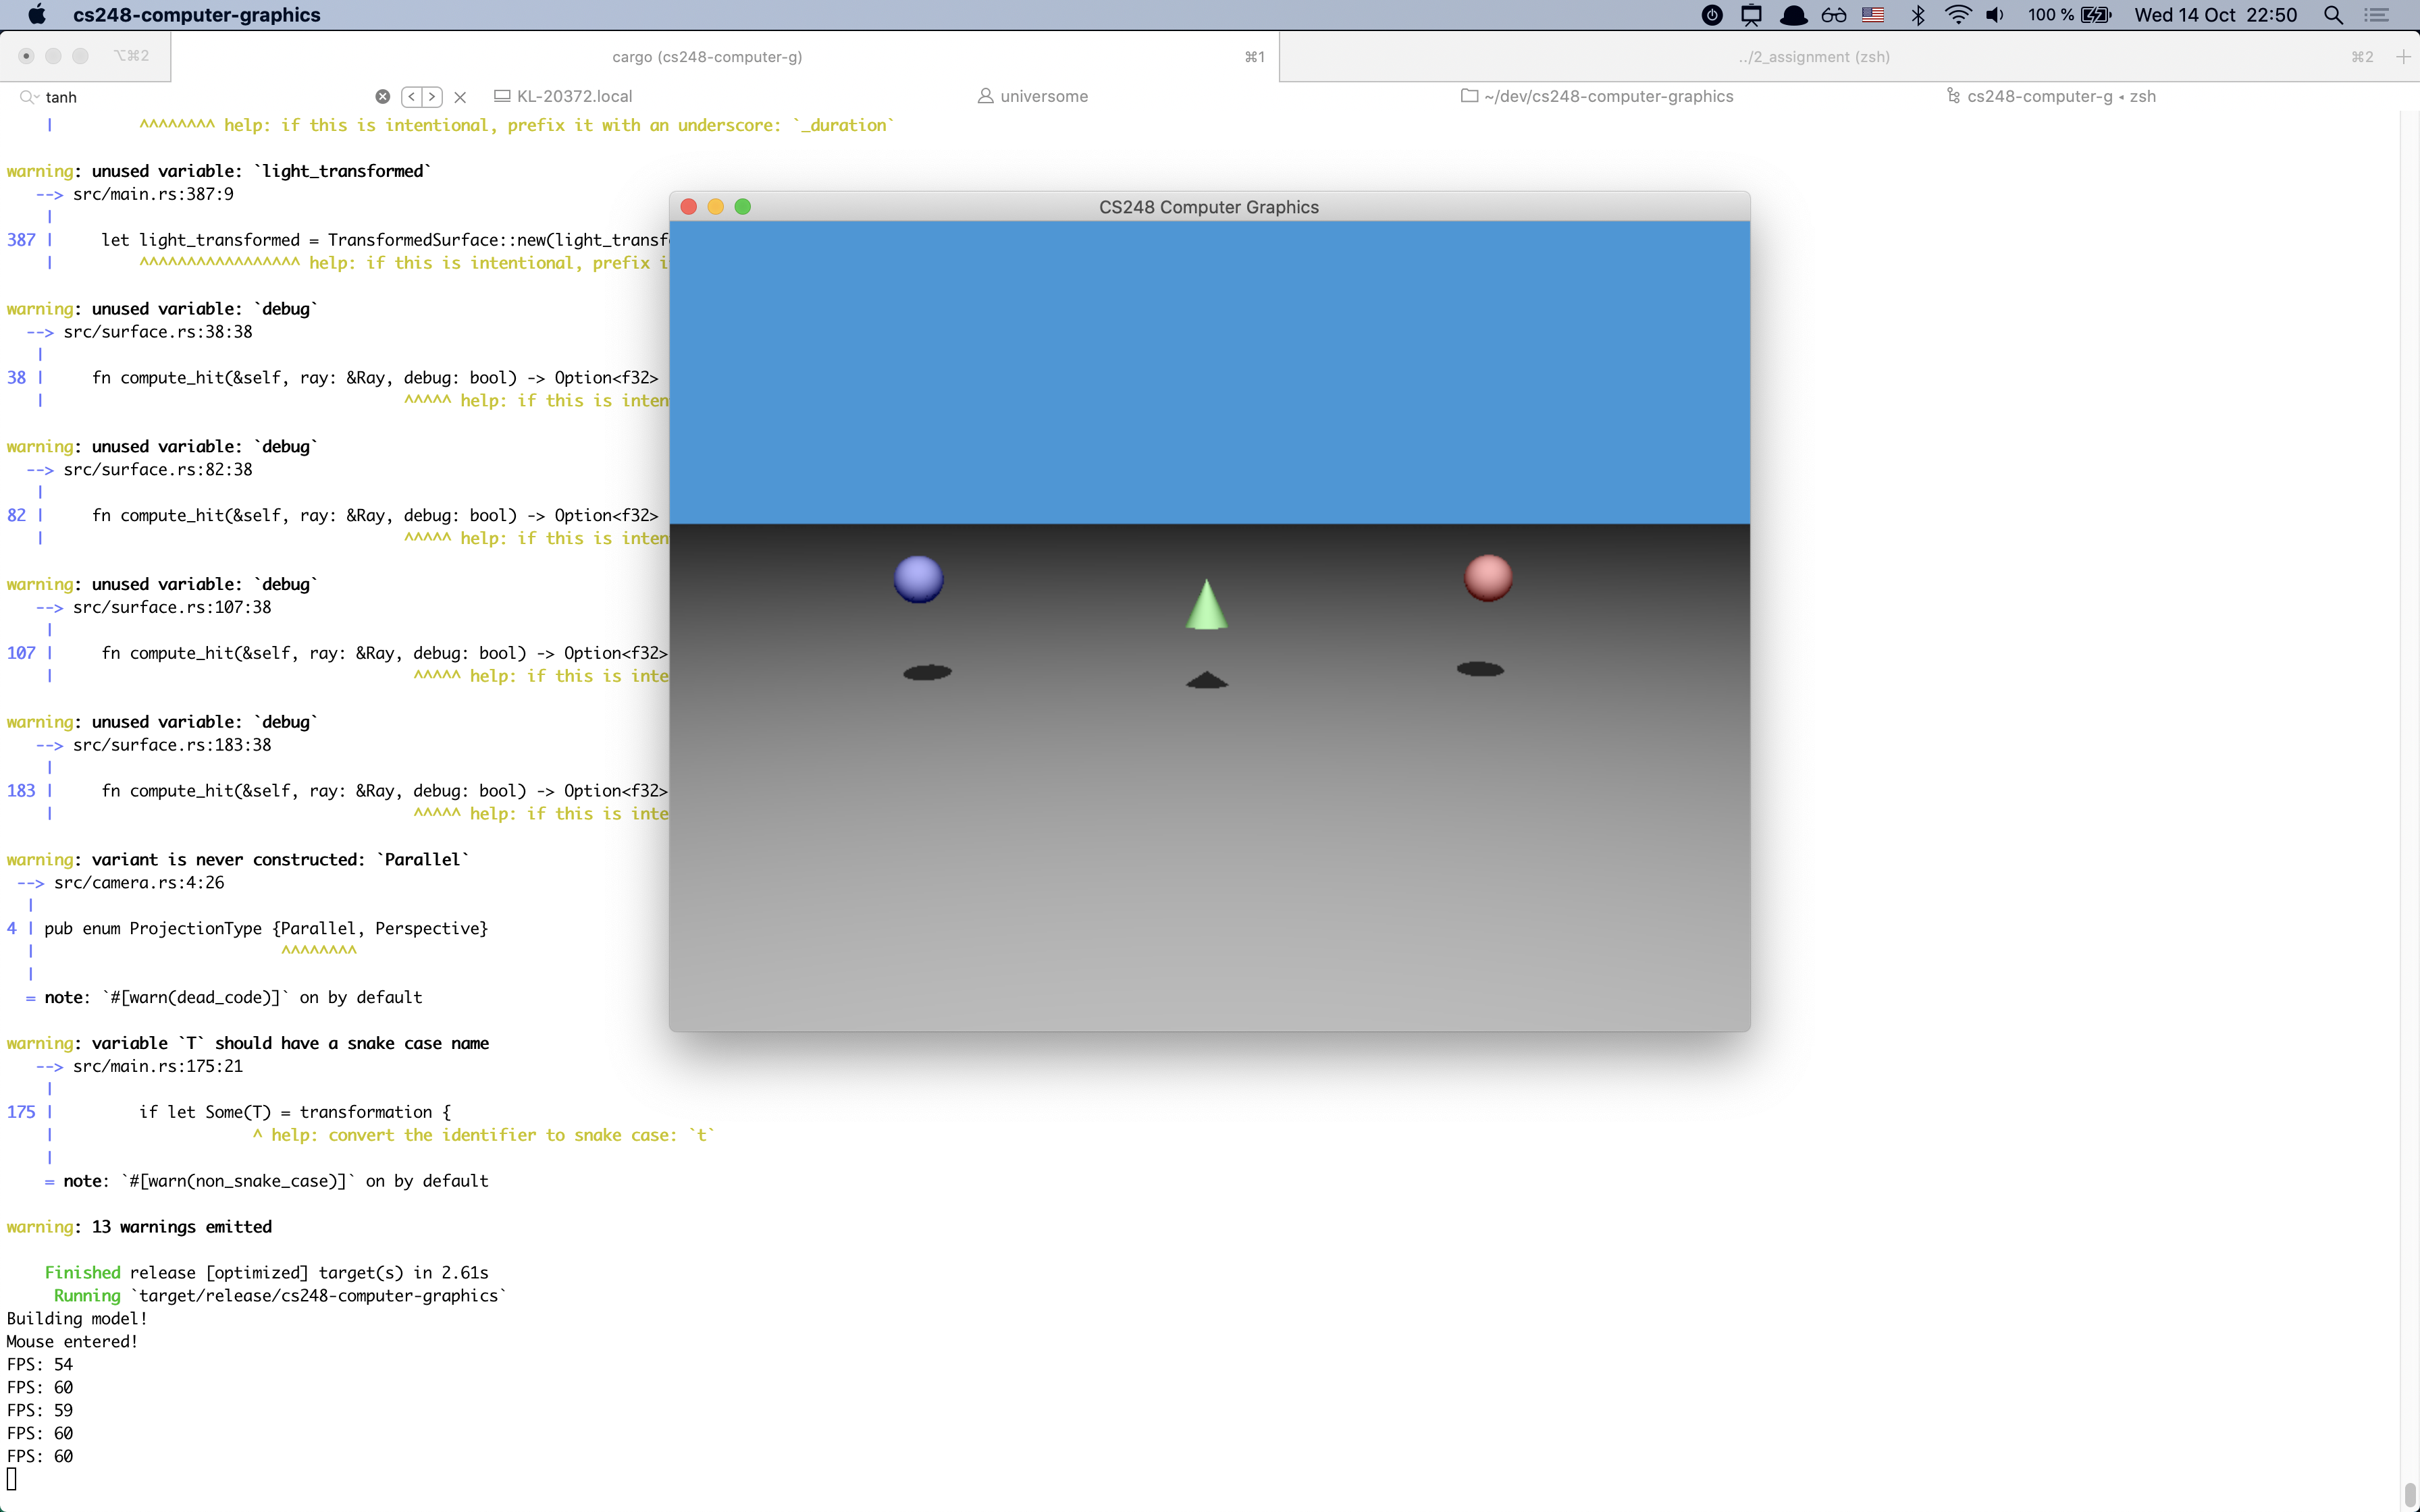 cs248-computer-graphics
100 %
Wed 14 Oct 22:50
⌥⌘2
cargo (cs248-computer-g)
⌘1
../2_assignment (zsh)
⌘2
tanh
KL-20372.local
universome
~/dev/cs248-computer-graphics
cs248-computer-g ◂ zsh
| ^^^^^^^^ help: if this is intentional, prefix it with an underscore: `_duration`
warning: unused variable: `light_transformed`
--> src/main.rs:387:9
|
387 | let light_transformed = TransformedSurface::new(light_transf
| ^^^^^^^^^^^^^^^^^ help: if this is intentional, prefix i
warning: unused variable: `debug`
--> src/surface.rs:38:38
|
38 | fn compute_hit(&self, ray: &Ray, debug: bool) -> Option<f32>
| ^^^^^ help: if this is inten
warning: unused variable: `debug`
--> src/surface.rs:82:38
|
82 | fn compute_hit(&self, ray: &Ray, debug: bool) -> Option<f32>
| ^^^^^ help: if this is inten
warning: unused variable: `debug`
--> src/surface.rs:107:38
|
107 | fn compute_hit(&self, ray: &Ray, debug: bool) -> Option<f32>
| ^^^^^ help: if this is inte
warning: unused variable: `debug`
--> src/surface.rs:183:38
|
183 | fn compute_hit(&self, ray: &Ray, debug: bool) -> Option<f32>
| ^^^^^ help: if this is inte
warning: variant is never constructed: `Parallel`
--> src/camera.rs:4:26
|
4 | pub enum ProjectionType {Parallel, Perspective}
| ^^^^^^^^
|
= note: `#[warn(dead_code)]` on by default
warning: variable `T` should have a snake case name
--> src/main.rs:175:21
|
175 | if let Some(T) = transformation {
| ^ help: convert the identifier to snake case: `t`
|
= note: `#[warn(non_snake_case)]` on by default
warning: 13 warnings emitted
Finished release [optimized] target(s) in 2.61s
Running `target/release/cs248-computer-graphics`
Building model!
Mouse entered!
FPS: 54
FPS: 60
FPS: 59
FPS: 60
FPS: 60
CS248 Computer Graphics